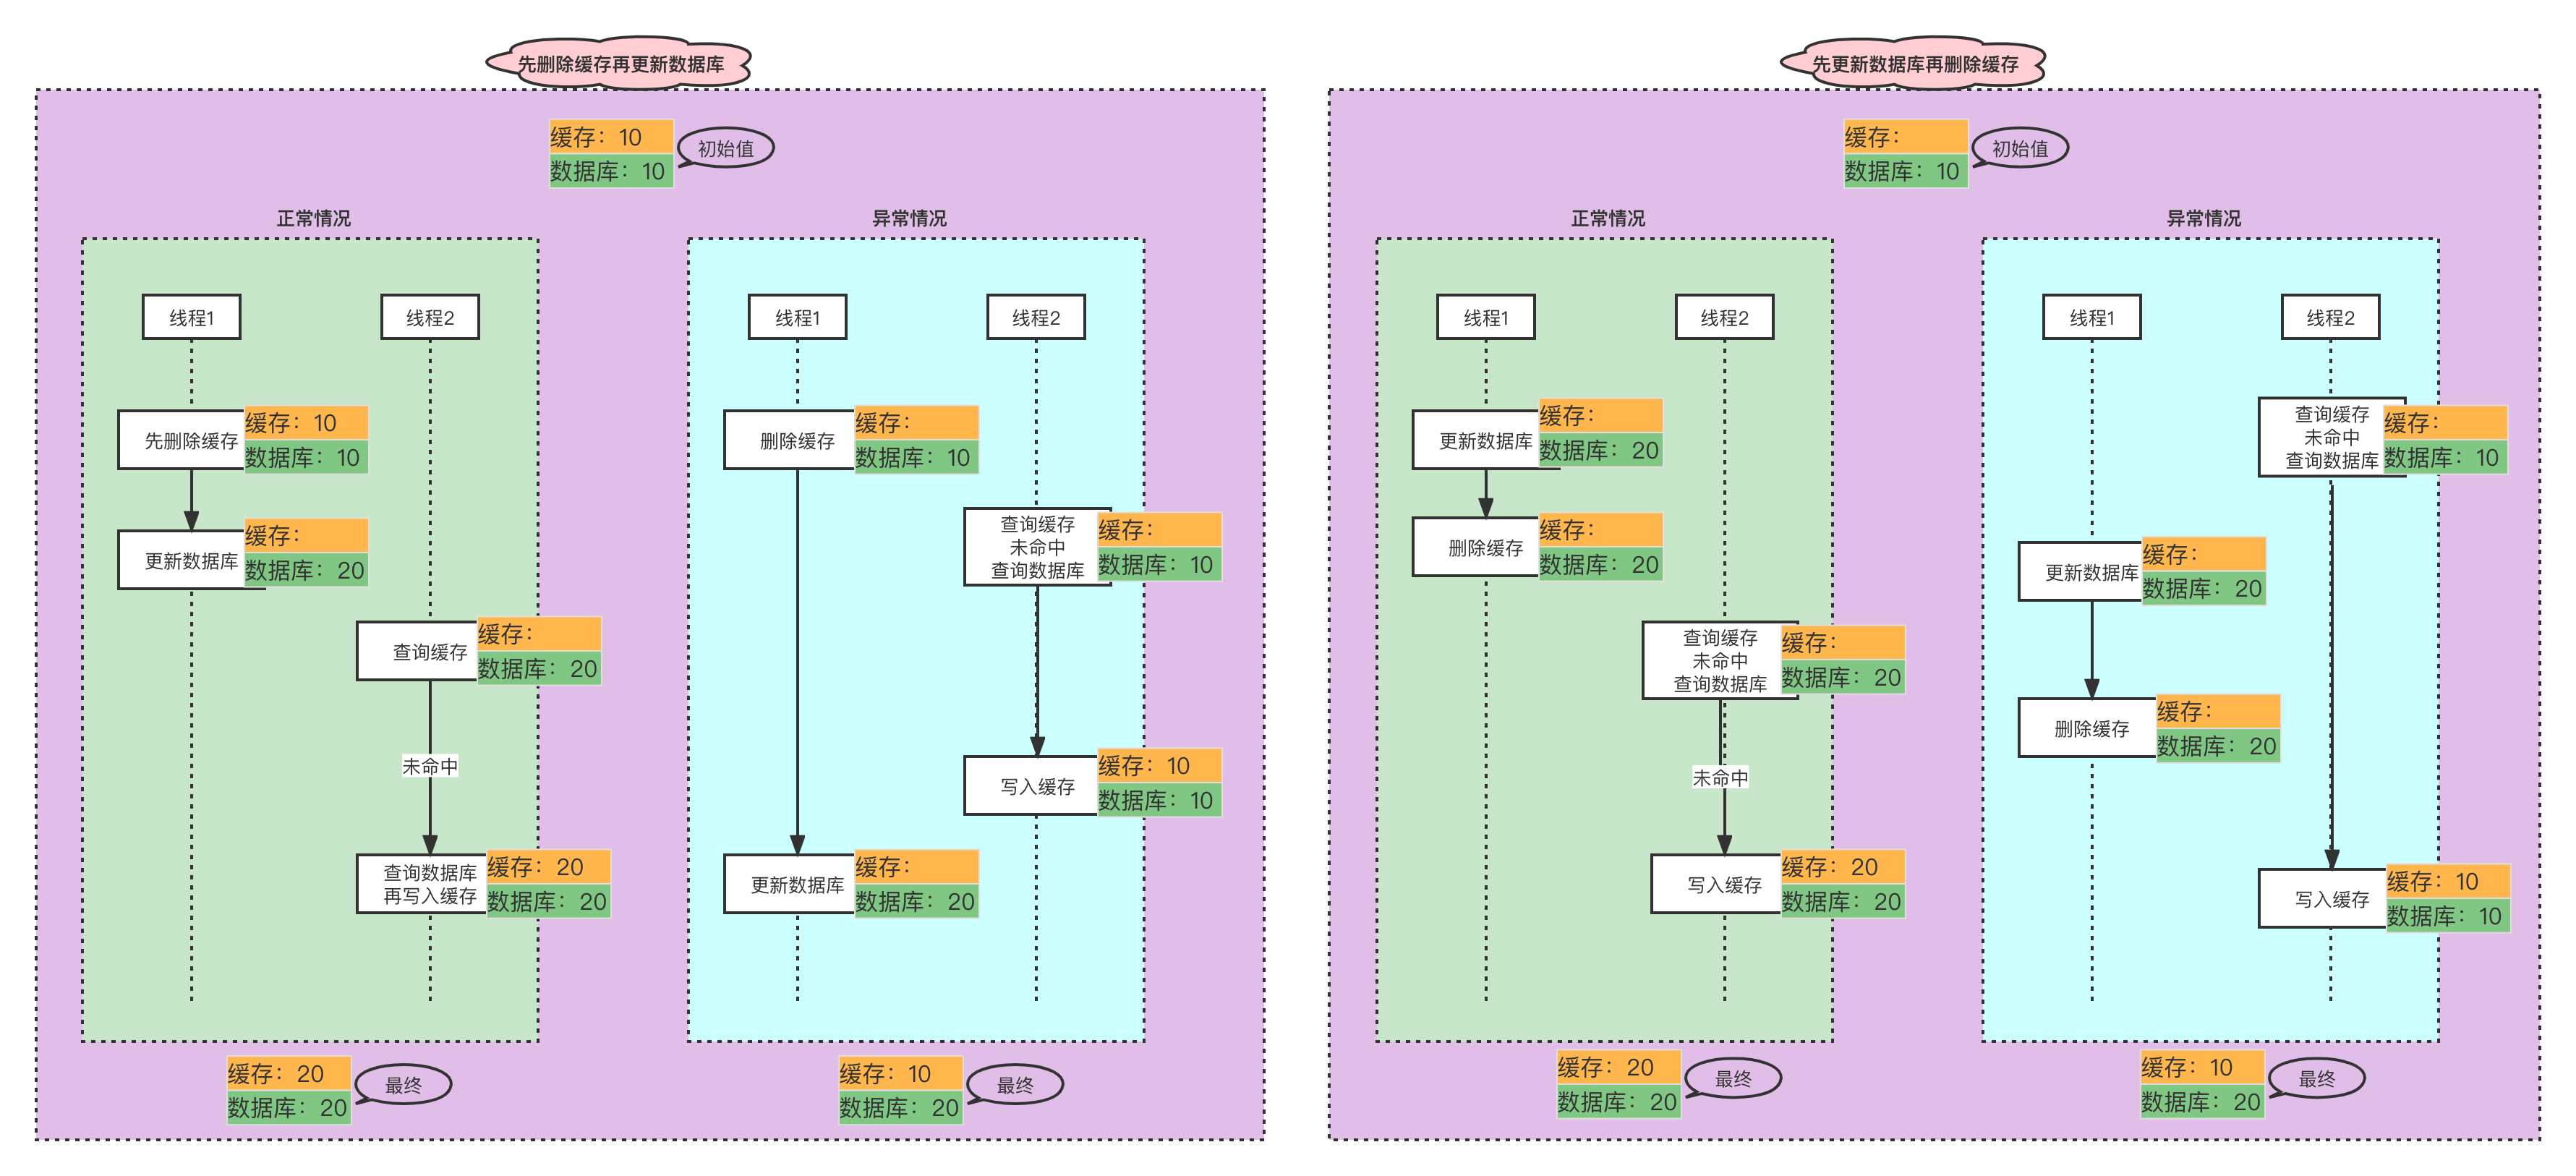 先删除缓存再更新数据库
缓存：10
数据库：10
初始值
正常情况
线程1
线程2
先删除缓存
缓存：10
数据库：10
更新数据库
缓存：
数据库：20
查询缓存
缓存：
数据库：20
未命中
查询数据库
再写入缓存
缓存：20
数据库：20
缓存：20
数据库：20
最终
异常情况
线程1
线程2
删除缓存
缓存：
数据库：10
查询缓存
未命中
查询数据库
缓存：
数据库：10
写入缓存
缓存：10
数据库：10
更新数据库
缓存：
数据库：20
缓存：10
数据库：20
最终
先更新数据库再删除缓存
缓存：
数据库：10
初始值
正常情况
线程1
线程2
更新数据库
缓存：
数据库：20
删除缓存
缓存：
数据库：20
查询缓存
未命中
查询数据库
缓存：
数据库：20
未命中
写入缓存
缓存：20
数据库：20
缓存：20
数据库：20
最终
异常情况
线程1
线程2
查询缓存
未命中
查询数据库
缓存：
数据库：10
更新数据库
缓存：
数据库：20
删除缓存
缓存：
数据库：20
写入缓存
缓存：10
数据库：10
缓存：10
数据库：20
最终